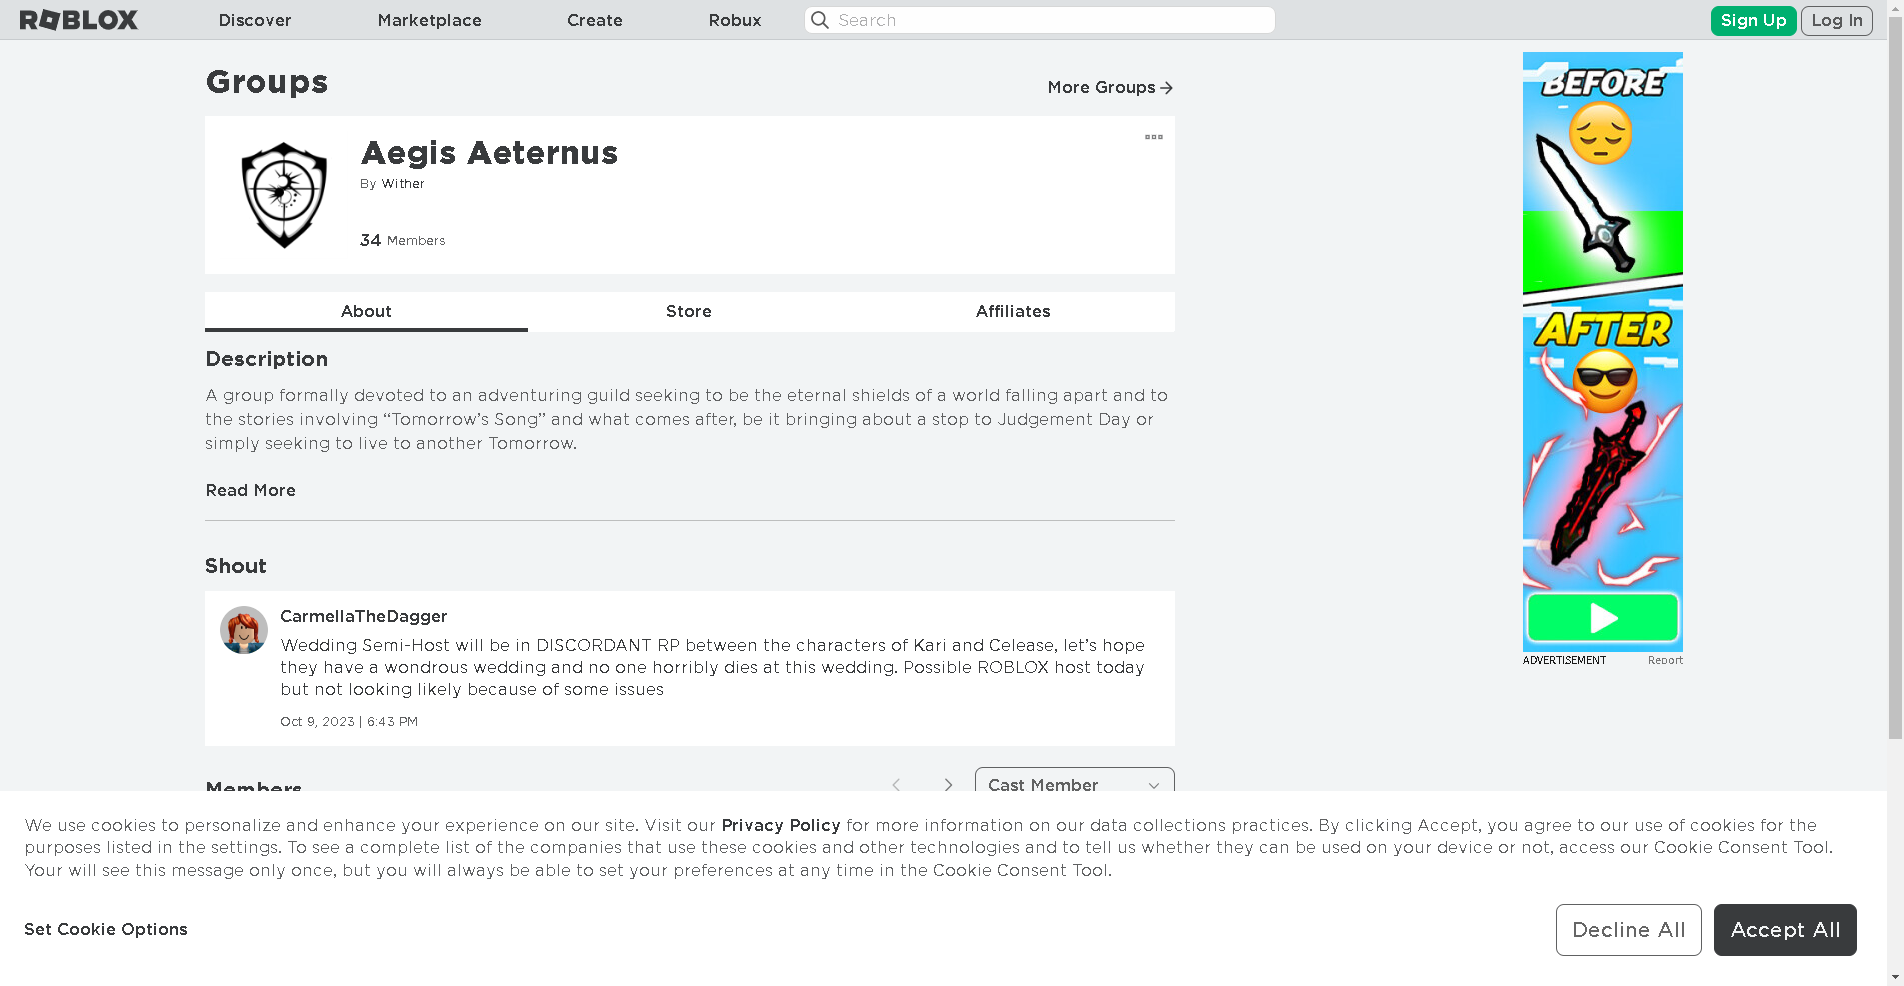 ROBLOX Discover Marketplace Create Robux Search Sign Up Log In
Groups
More Groups
Aegis Aeternus
By Wither
34 Members
About Store Affiliates
Description
A group formally devoted to an adventuring guild seeking to be the eternal shields of a world falling apart and to
the stories involving “Tomorrow’s Song” and what comes after, be it bringing about a stop to Judgement Day or
simply seeking to live to another Tomorrow.
Read More
Shout
CarmellaTheDagger
Wedding Semi-Host will be in DISCORDANT RP between the characters of Kari and Celease, let’s hope
they have a wondrous wedding and no one horribly dies at this wedding. Possible ROBLOX host today
but not looking likely because of some issues
Oct 9, 2023 | 6:43 PM
Members
Cast Member
BEFORE
AFTER
ADVERTISEMENT Report
We use cookies to personalize and enhance your experience on our site. Visit our Privacy Policy for more information on our data collections practices. By clicking Accept, you agree to our use of cookies for the
purposes listed in the settings. To see a complete list of the companies that use these cookies and other technologies and to tell us whether they can be used on your device or not, access our Cookie Consent Tool.
Your will see this message only once, but you will always be able to set your preferences at any time in the Cookie Consent Tool.
Set Cookie Options
Decline All
Accept All